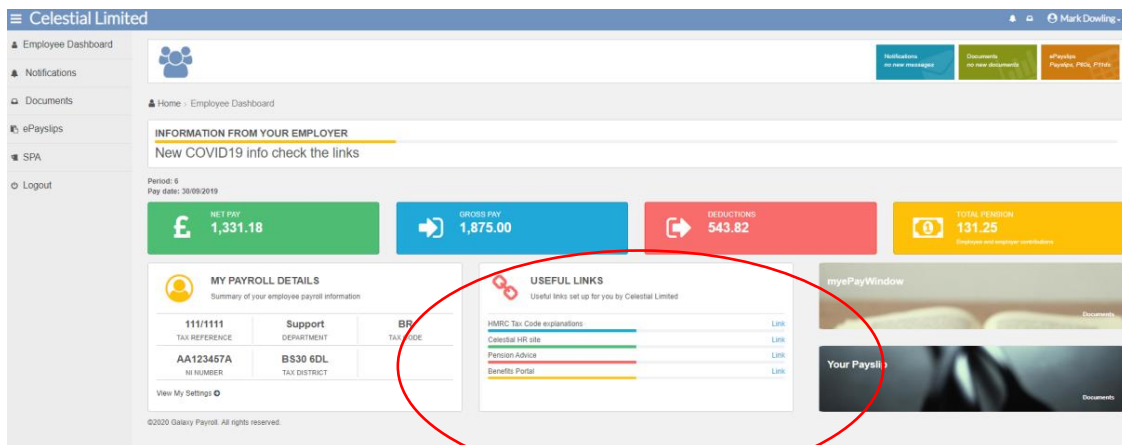 Celestial Limited
Mark Dowling
Employee Dashboard
Notifications
Documents
ePayslips
SPA
Logout
Notifications
no new messages
Documents
no new documents
ePayslips
Payslips, P60s, P11ds
Home > Employee Dashboard
INFORMATION FROM YOUR EMPLOYER
New COVID19 info check the links
Period: 6
Pay date: 30/09/2019
£
NET PAY
1,331.18
GROSS PAY
1,875.00
DEDUCTIONS
543.82
TOTAL PENSION
131.25
Employee and employer contributions
MY PAYROLL DETAILS
Summary of your employee payroll information
111/1111
TAX REFERENCE
Support
DEPARTMENT
BR
TAX CODE
AA123457A
NI NUMBER
BS30 6DL
TAX DISTRICT
View My Settings
USEFUL LINKS
Useful links set up for you by Celestial Limited
HMRC Tax Code explanations Link
Celestial HR site Link
Pension Advice Link
Benefits Portal Link
myePayWindow
Documents
Your Payslip
Documents
©2020 Galaxy Payroll. All rights reserved.